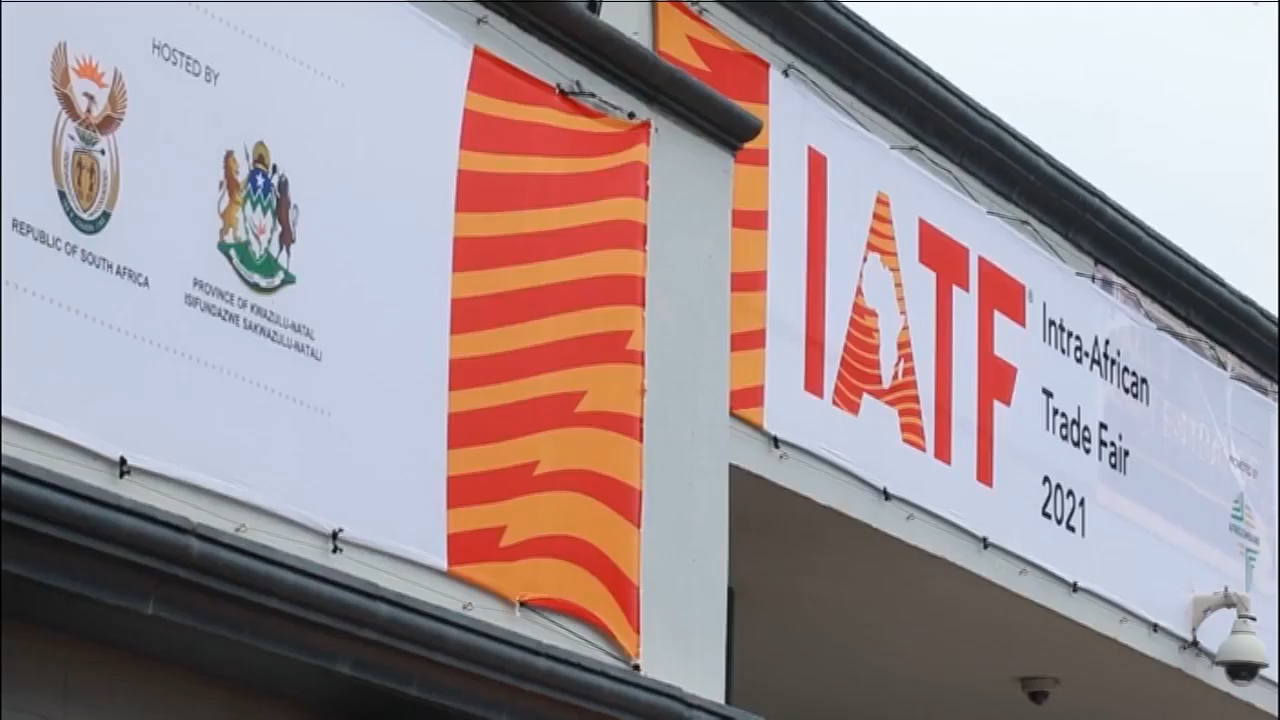 HOSTED BY
REPUBLIC OF SOUTH AFRICA
PROVINCE OF KWAZULU-NATAL
ISIFUNDAZWE SAKWAZULU-NATALI
IATF®
Intra-African
Trade Fair
2021